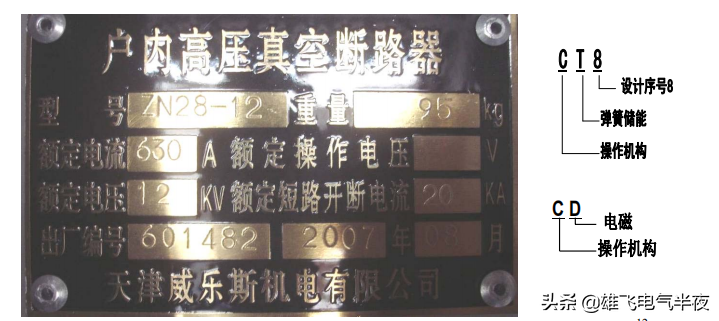 户内高压真空断路器
型号 ZN28-12 重量 95 kg
额定电流 630 A 额定操作电压 V
额定电压 12 KV 额定短路开断电流 20 KA
出厂编号 601482 2007 年 08 月
天津威乐斯机电有限公司
CT8
设计序号8
弹簧储能
操作机构
CD
电磁
操作机构
头条 @雄飞电气半夜